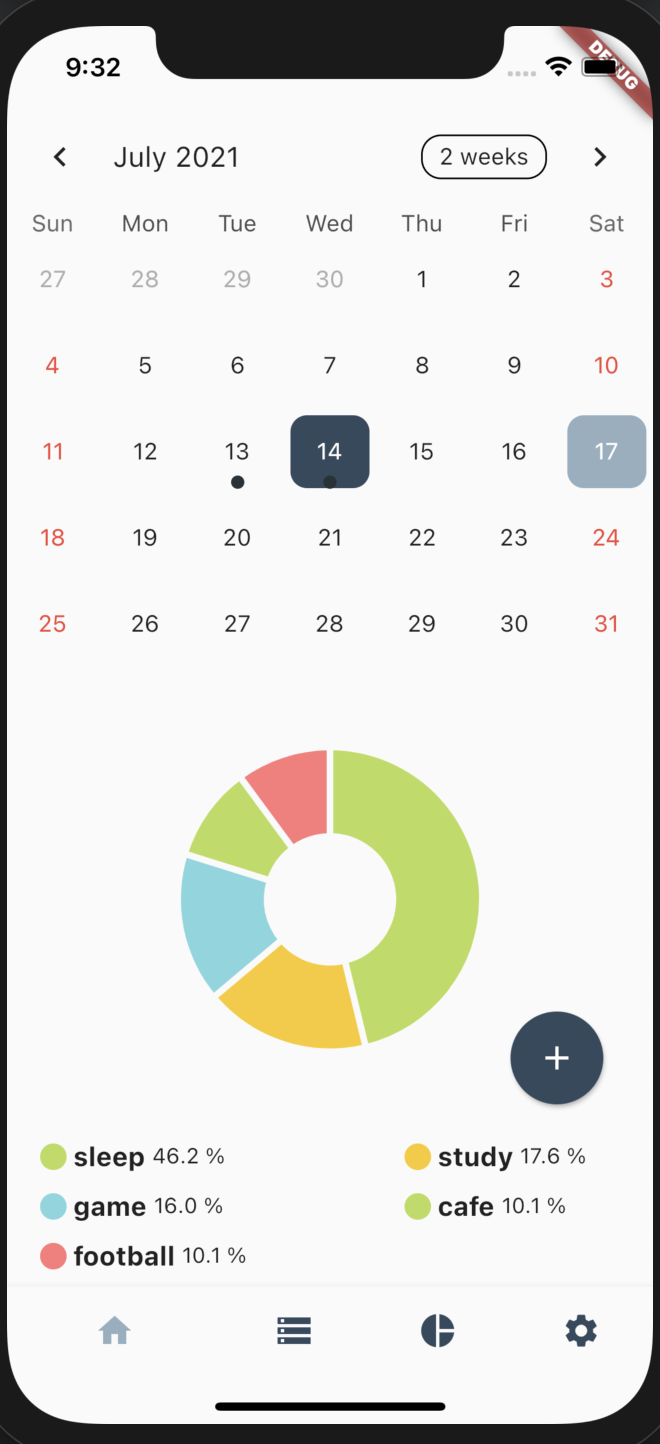 9:32
DEBUG
July 2021 2 weeks
Sun Mon Tue Wed Thu Fri Sat
27 28 29 30 1 2 3
4 5 6 7 8 9 10
11 12 13 14 15 16 17
18 19 20 21 22 23 24
25 26 27 28 29 30 31
sleep 46.2 % study 17.6 %
game 16.0 % cafe 10.1 %
football 10.1 %